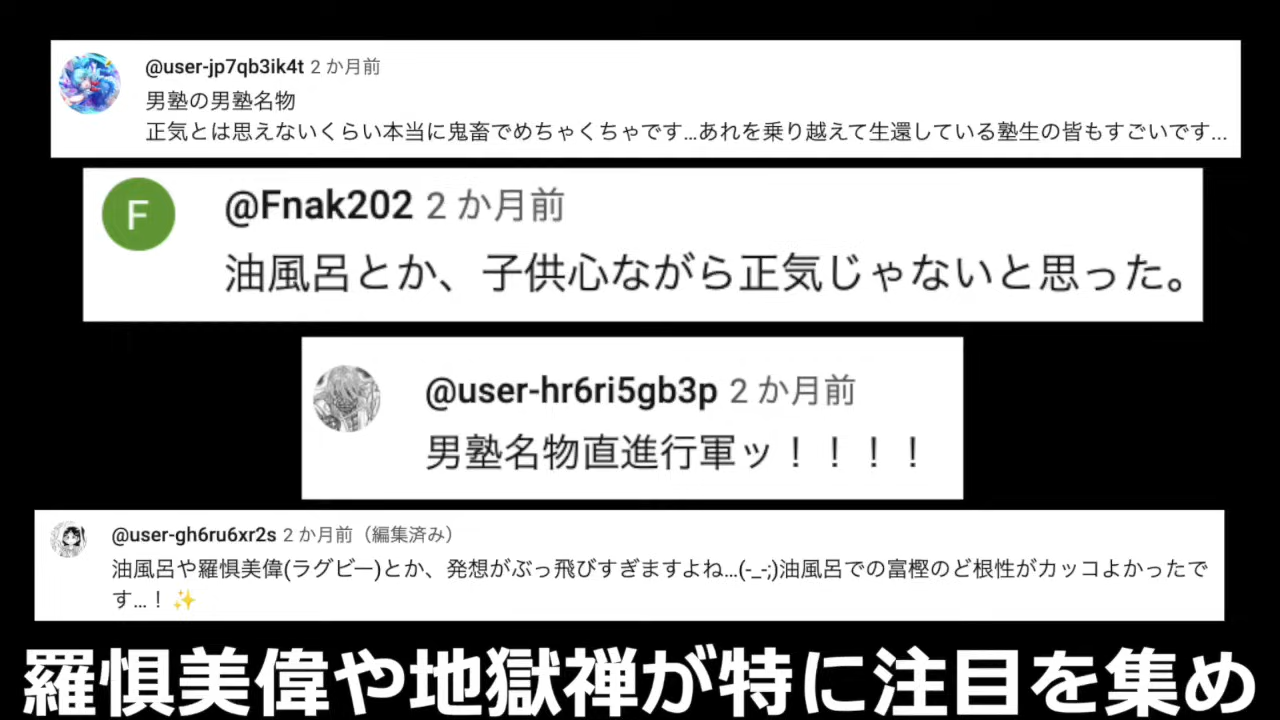 @user-jp7qb3ik4t 2 か月前
男塾の男塾名物
正気とは思えないくらい本当に鬼畜でめちゃくちゃです…あれを乗り越えて生還している塾生の皆もすごいです…
F
@Fnak202 2 か月前
油風呂とか、子供心ながら正気じゃないと思った。
@user-hr6ri5gb3p 2 か月前
男塾名物直進行軍ッ！！！！
@user-gh6ru6xr2s 2 か月前（編集済み）
油風呂や羅惧美偉(ラグビー)とか、発想がぶっ飛びすぎますよね…(-_-;)油風呂での富樫のど根性がカッコよかったで
す…！✨
羅惧美偉や地獄禅が特に注目を集め